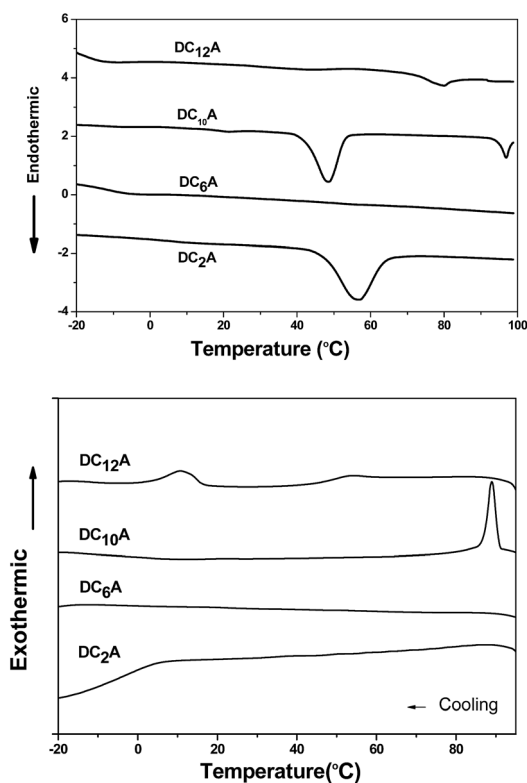 6
4
2
0
-2
-4
Endothermic
DC12A
DC10A
DC6A
DC2A
-20 0 20 40 60 80 100
Temperature (°C)
Exothermic
DC12A
DC10A
DC6A
DC2A
← Cooling
-20 0 20 40 60 80
Temperature(°C)